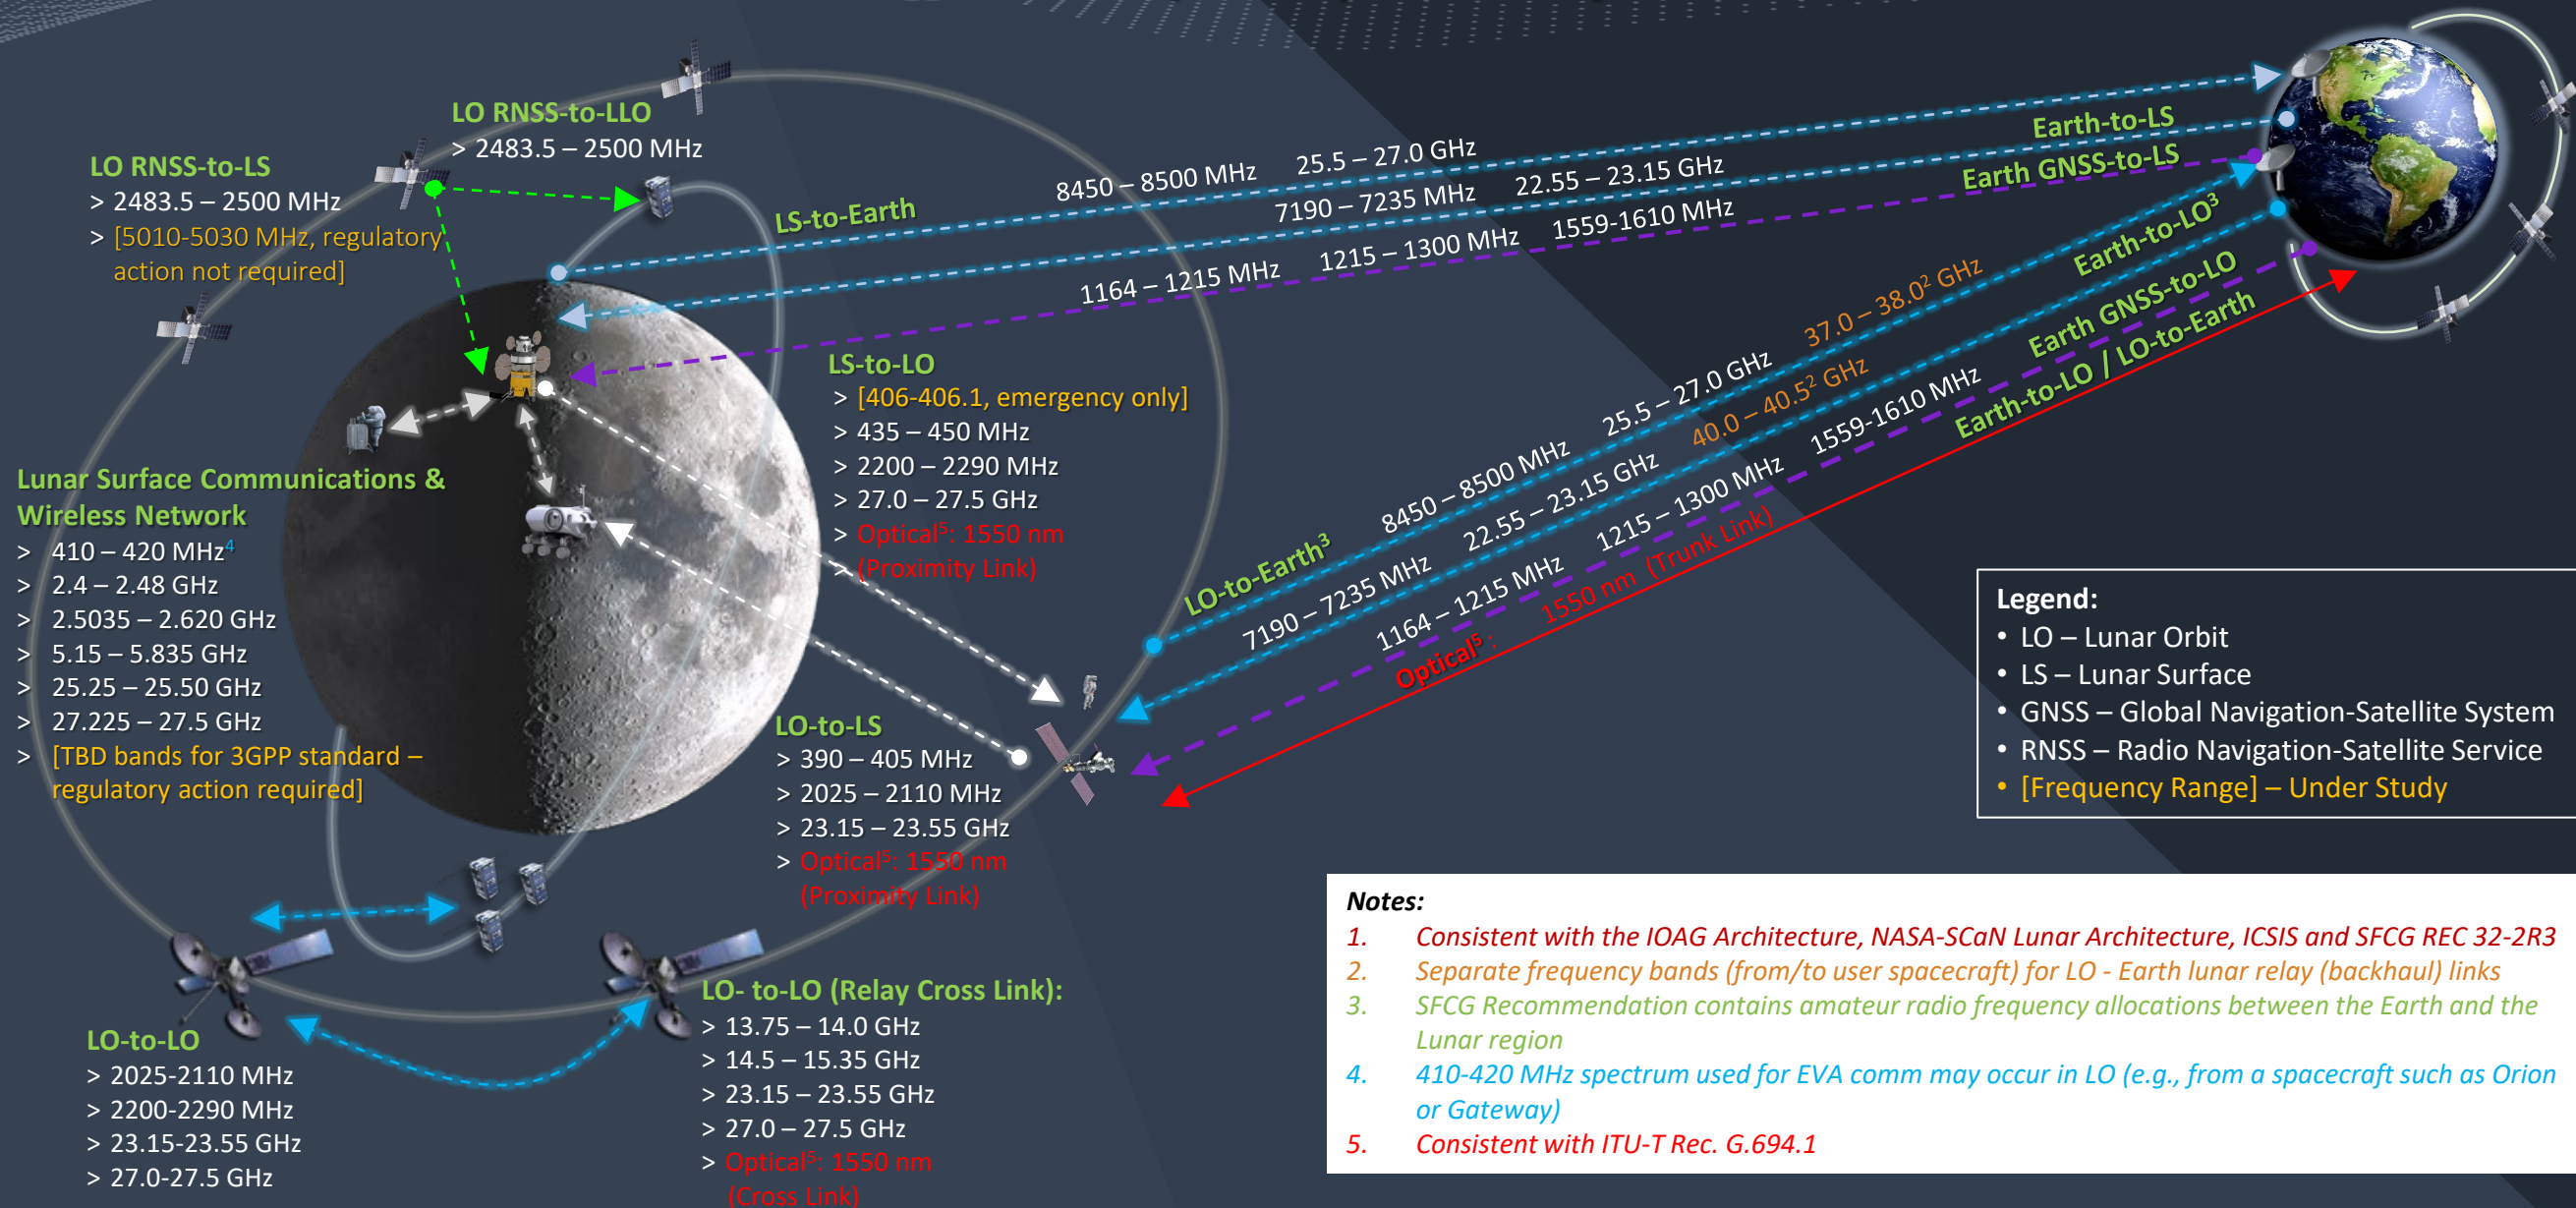 LO RNSS-to-LLO
> 2483.5 – 2500 MHz
LO RNSS-to-LS
> 2483.5 – 2500 MHz
> [5010-5030 MHz, regulatory
action not required]
LS-to-Earth
8450 – 8500 MHz 25.5 – 27.0 GHz
Earth-to-LS
7190 – 7235 MHz 22.55 – 23.15 GHz
Earth GNSS-to-LS
1164 – 1215 MHz 1215 – 1300 MHz 1559-1610 MHz
LS-to-LO
> [406-406.1, emergency only]
> 435 – 450 MHz
> 2200 – 2290 MHz
> 27.0 – 27.5 GHz
> Optical⁵: 1550 nm
> (Proximity Link)
Lunar Surface Communications &
Wireless Network
> 410 – 420 MHz⁴
> 2.4 – 2.48 GHz
> 2.5035 – 2.620 GHz
> 5.15 – 5.835 GHz
> 25.25 – 25.50 GHz
> 27.225 – 27.5 GHz
> [TBD bands for 3GPP standard –
regulatory action required]
LO-to-Earth³
8450 – 8500 MHz 25.5 – 27.0 GHz 37.0 – 38.0² GHz
Earth-to-LO³
7190 – 7235 MHz 22.55 – 23.15 GHz 40.0 – 40.5² GHz
Earth GNSS-to-LO
1164 – 1215 MHz 1215 – 1300 MHz 1559-1610 MHz
Earth-to-LO / LO-to-Earth
Optical⁵: 1550 nm (Trunk Link)
LO-to-LS
> 390 – 405 MHz
> 2025 – 2110 MHz
> 23.15 – 23.55 GHz
> Optical⁵: 1550 nm
(Proximity Link)
Legend:
• LO – Lunar Orbit
• LS – Lunar Surface
• GNSS – Global Navigation-Satellite System
• RNSS – Radio Navigation-Satellite Service
• [Frequency Range] – Under Study
LO-to-LO
> 2025-2110 MHz
> 2200-2290 MHz
> 23.15-23.55 GHz
> 27.0-27.5 GHz
LO- to-LO (Relay Cross Link):
> 13.75 – 14.0 GHz
> 14.5 – 15.35 GHz
> 23.15 – 23.55 GHz
> 27.0 – 27.5 GHz
> Optical⁵: 1550 nm
(Cross Link)
Notes:
1. Consistent with the IOAG Architecture, NASA-SCaN Lunar Architecture, ICSIS and SFCG REC 32-2R3
2. Separate frequency bands (from/to user spacecraft) for LO - Earth lunar relay (backhaul) links
3. SFCG Recommendation contains amateur radio frequency allocations between the Earth and the
Lunar region
4. 410-420 MHz spectrum used for EVA comm may occur in LO (e.g., from a spacecraft such as Orion
or Gateway)
5. Consistent with ITU-T Rec. G.694.1